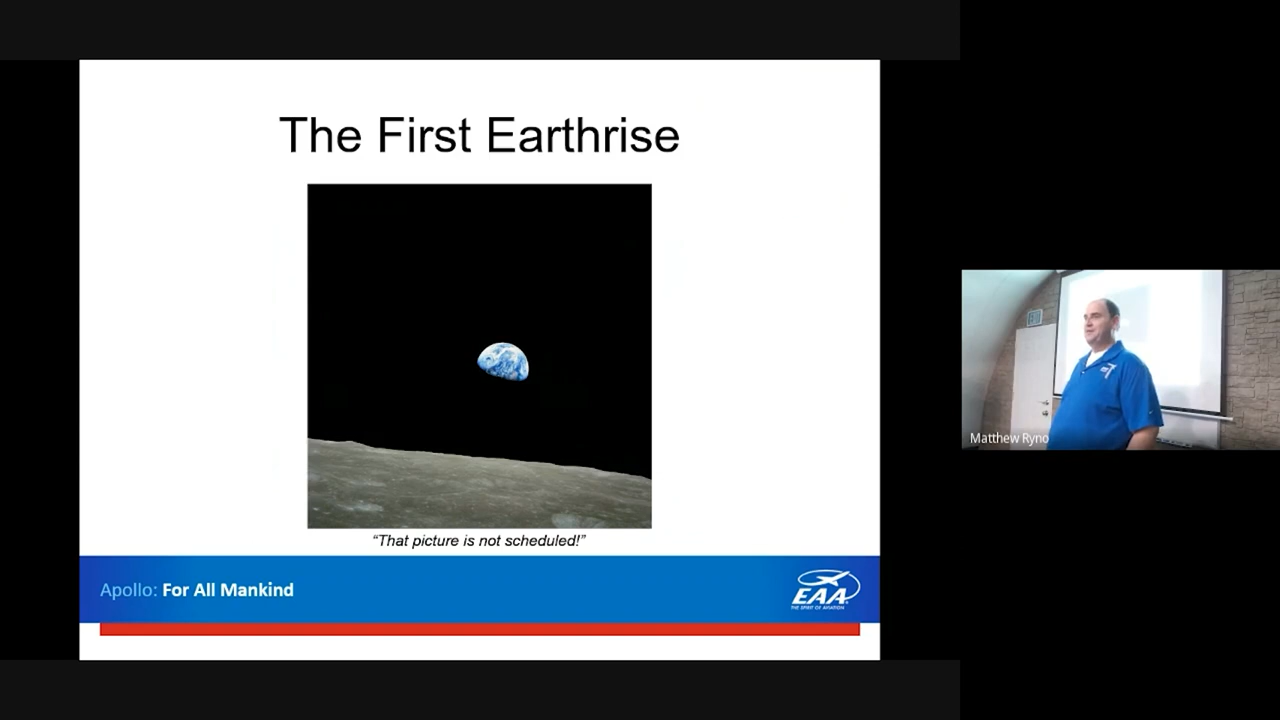 The First Earthrise
“That picture is not scheduled!”
Apollo: For All Mankind
EAA
THE SPIRIT OF AVIATION
Matthew Ryno